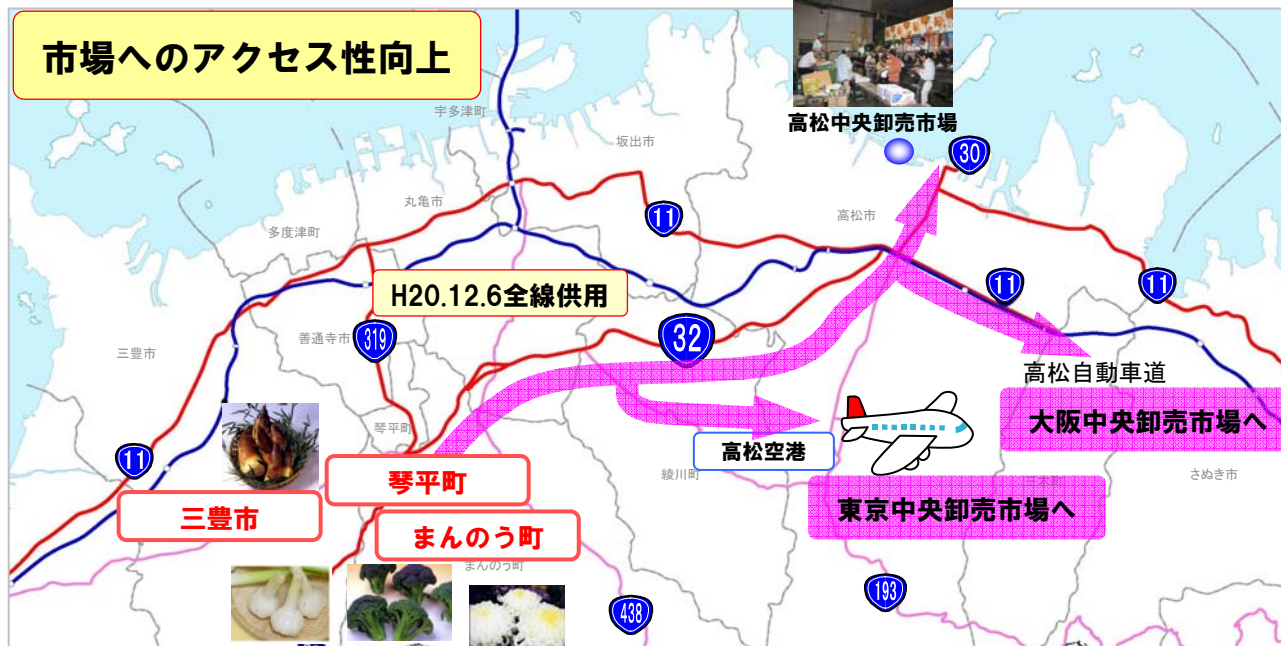 市場へのアクセス性向上
高松中央卸売市場
宇多津町
坂出市
30
丸亀市
11
高松市
多度津町
H20.12.6全線供用
11
11
善通寺市
319
32
三豊市
高松自動車道
大阪中央卸売市場へ
琴平町
高松空港
11
琴平町
綾川町
さぬき市
三木町
三豊市
東京中央卸売市場へ
まんのう町
まんのう町
193
438